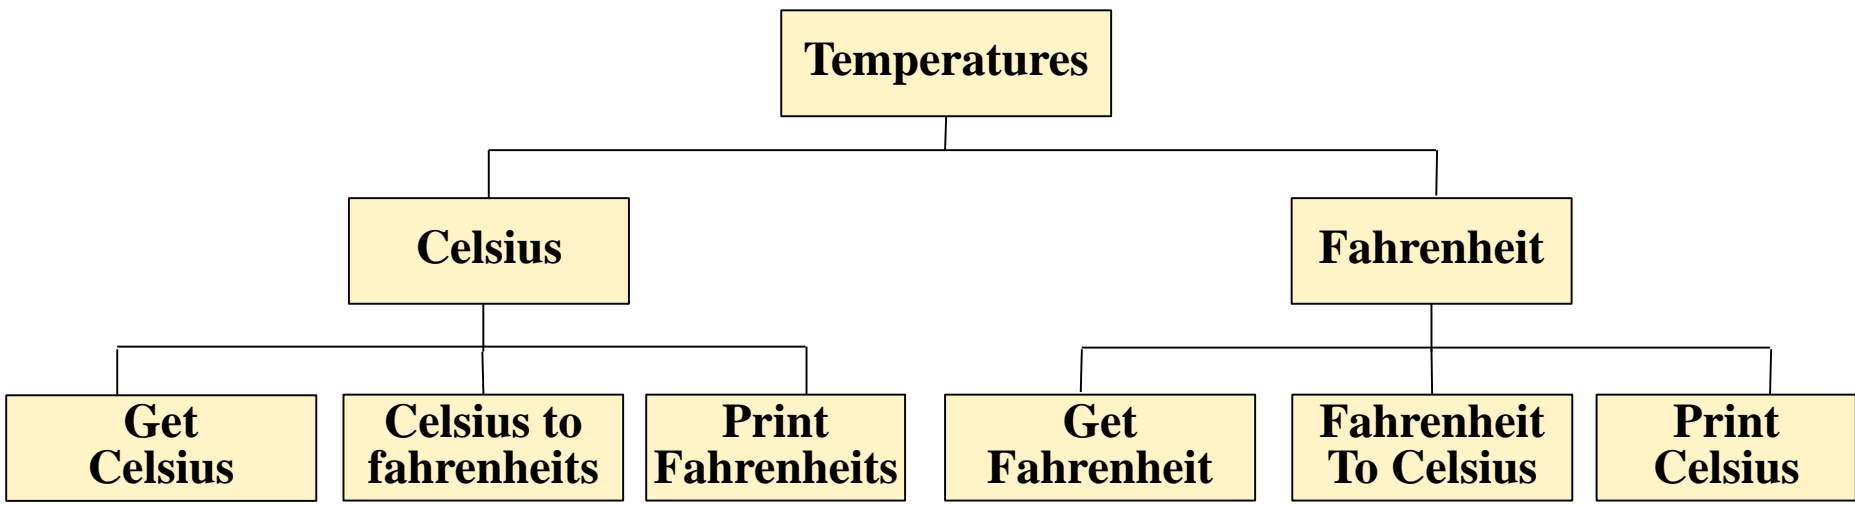 Temperatures
Celsius
Fahrenheit
Get
Celsius
Celsius to
fahrenheits
Print
Fahrenheits
Get
Fahrenheit
Fahrenheit
To Celsius
Print
Celsius